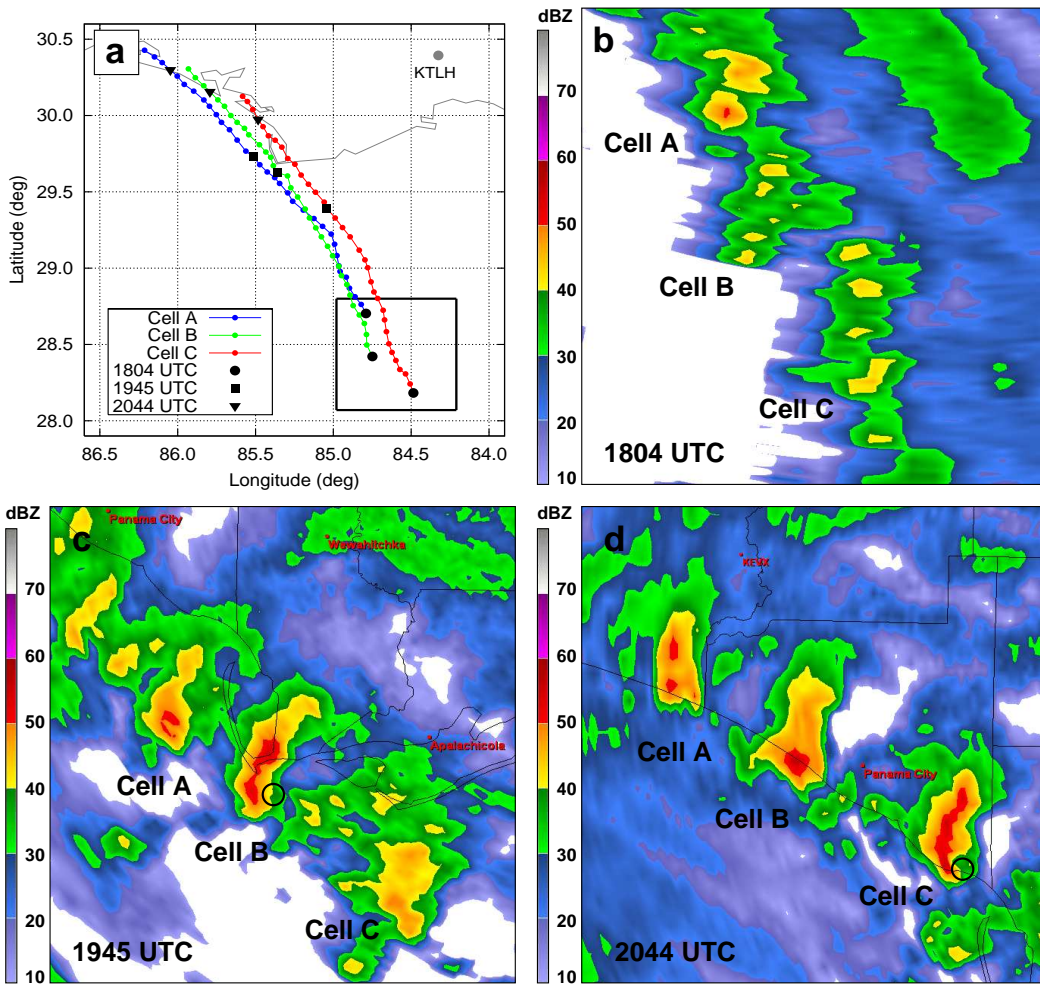 a
30.5
30.0
29.5
29.0
28.5
28.0
Latitude (deg)
KTLH
Cell A
Cell B
Cell C
1804 UTC
1945 UTC
2044 UTC
86.5 86.0 85.5 85.0 84.5 84.0
Longitude (deg)
dBZ
70
60
50
40
30
20
10
b
Cell A
Cell B
Cell C
1804 UTC
dBZ
70
60
50
40
30
20
10
c
Panama City
Wewahitchka
Apalachicola
Cell A
Cell B
Cell C
1945 UTC
dBZ
70
60
50
40
30
20
10
d
KEVX
Panama City
Cell A
Cell B
Cell C
2044 UTC